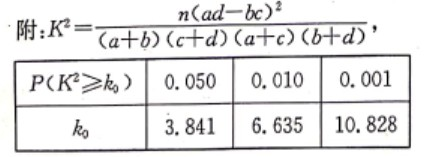 附:K²=n(ad-bc)²/(a+b)(c+d)(a+c)(b+d),
P(K²≥k₀) 0.050 0.010 0.001
k₀ 3.841 6.635 10.828